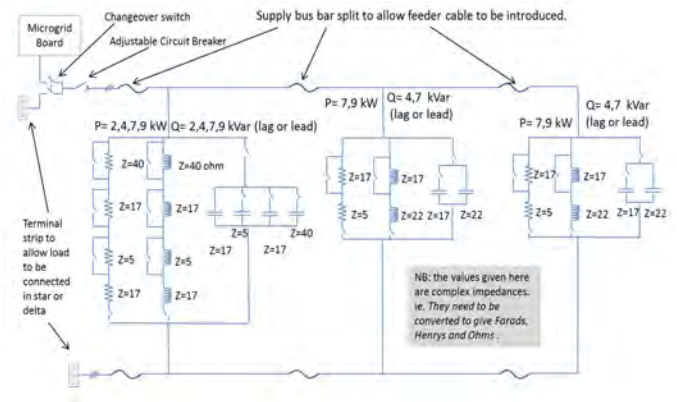 Microgrid
Board
Changeover switch
Adjustable Circuit Breaker
Supply bus bar split to allow feeder cable to be introduced.
P= 2,4,7,9 kW Q= 2,4,7,9 kVar (lag or lead)
Z=40
Z=40 ohm
Z=17
Z=17
Z=5
Z=5
Z=17
Z=17
Z=5
Z=40
Z=17
Z=17
P= 7,9 kW
Q= 4,7 kVar
(lag or lead)
Z=17
Z=17
Z=5
Z=22
Z=17
Z=22
P= 7,9 kW
Q= 4,7 kVar
(lag or lead)
Z=17
Z=17
Z=5
Z=22
Z=17
Z=22
Terminal
strip to
allow load
to be
connected
in star or
delta
NB: the values given here
are complex impedances.
ie. They need to be
converted to give Farads,
Henrys and Ohms .